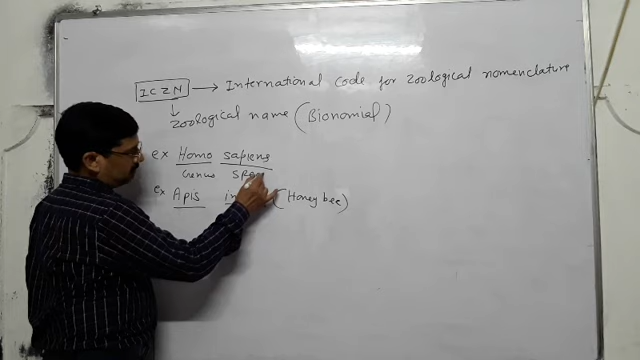 ICZN → International Code for Zoological nomenclature
↓
Zoological name (Bionomial)
ex Homo sapiens
Genus
ex Apis (Honey bee)